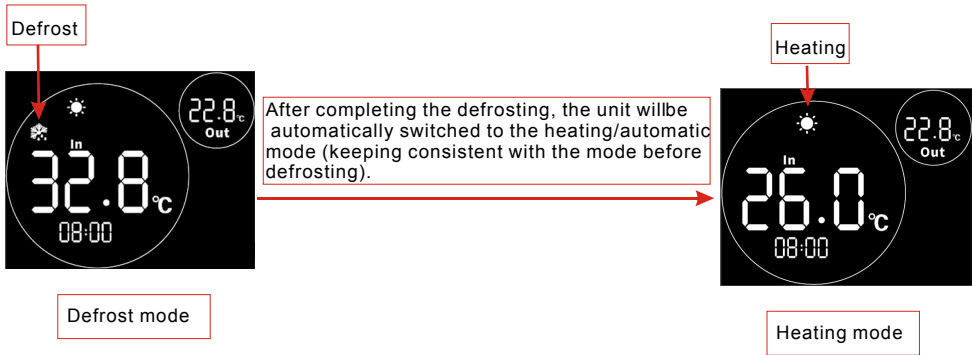 Defrost
22.8℃
Out
In
32.8℃
08:00
Defrost mode
After completing the defrosting, the unit willbe
automatically switched to the heating/automatic
mode (keeping consistent with the mode before
defrosting).
Heating
22.8℃
Out
In
26.0℃
08:00
Heating mode